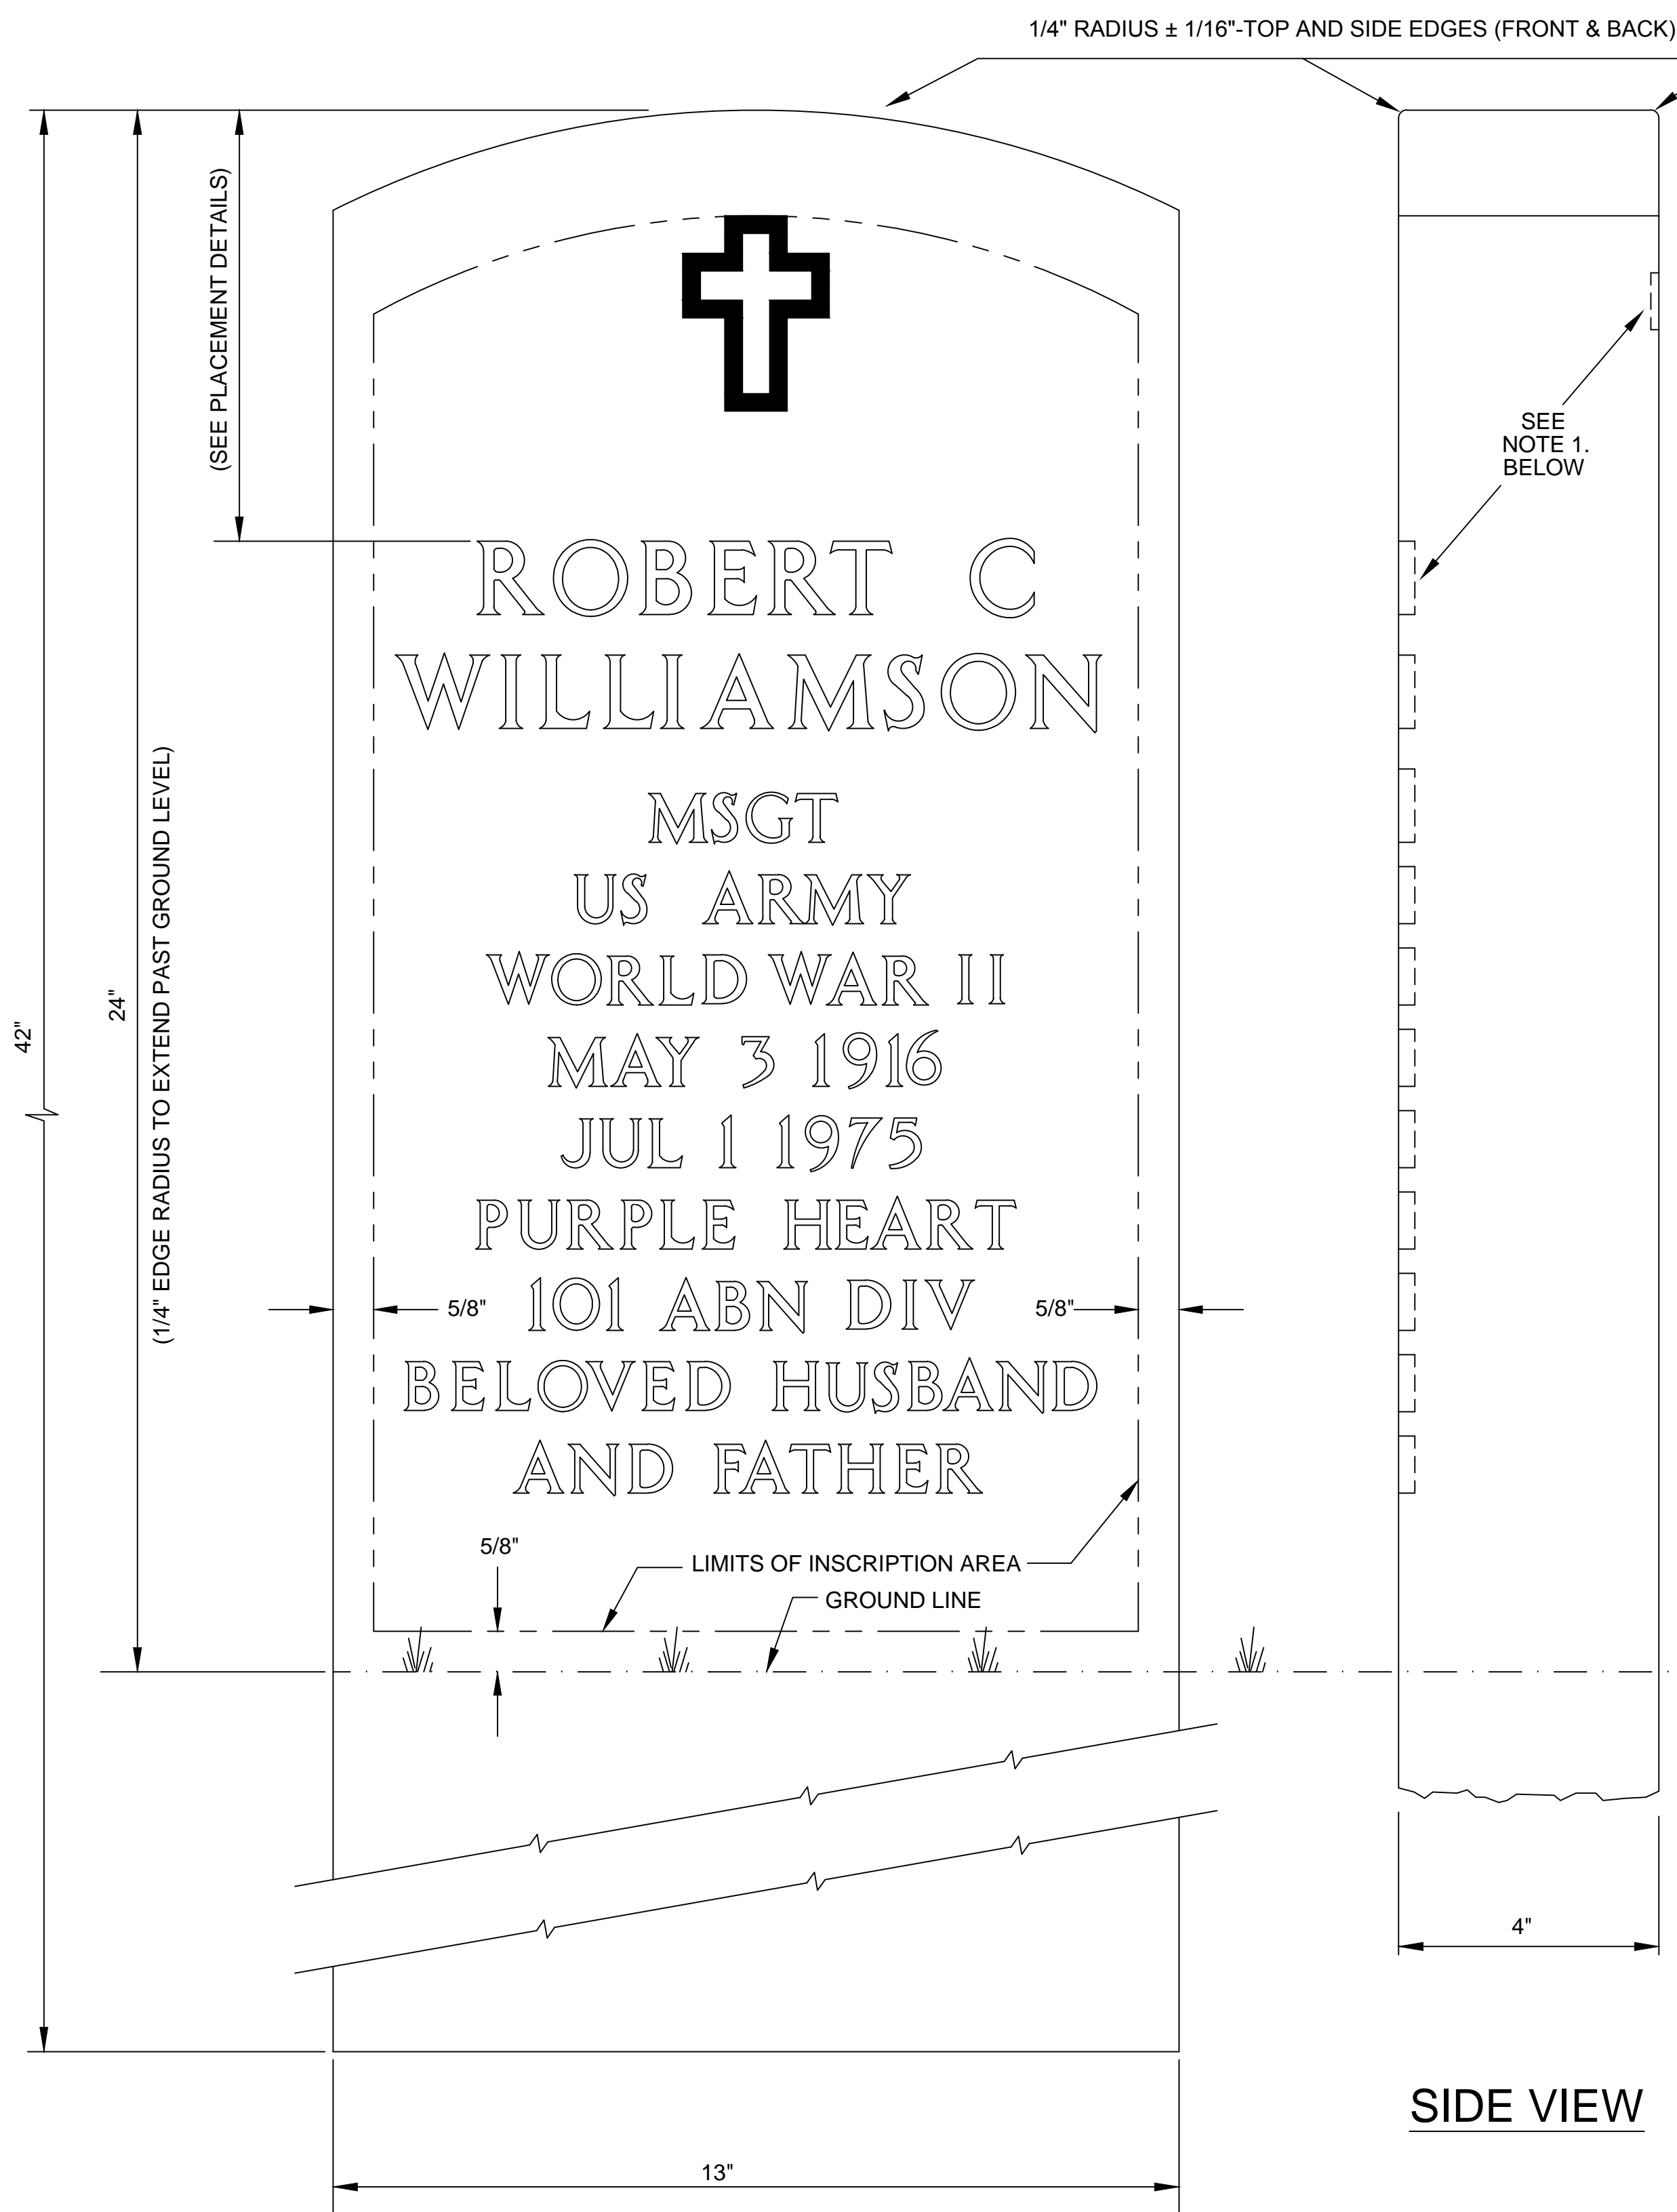 1/4" RADIUS ± 1/16"-TOP AND SIDE EDGES (FRONT & BACK)
(SEE PLACEMENT DETAILS)
SEE
NOTE 1.
BELOW
ROBERT C
WILLIAMSON
MSGT
US ARMY
WORLD WAR II
MAY 3 1916
JUL 1 1975
PURPLE HEART
101 ABN DIV
BELOVED HUSBAND
AND FATHER
42"
24"
(1/4" EDGE RADIUS TO EXTEND PAST GROUND LEVEL)
5/8"
5/8"
5/8"
LIMITS OF INSCRIPTION AREA
GROUND LINE
4"
SIDE VIEW
13"